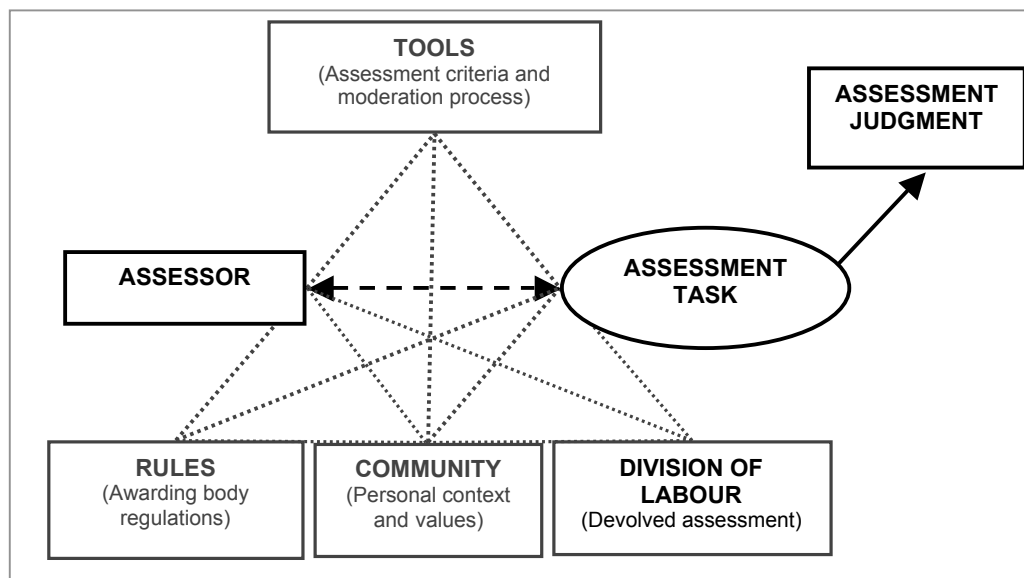 TOOLS
(Assessment criteria and
moderation process)
ASSESSMENT
JUDGMENT
ASSESSOR
ASSESSMENT
TASK
RULES
(Awarding body
regulations)
COMMUNITY
(Personal context
and values)
DIVISION OF
LABOUR
(Devolved assessment)